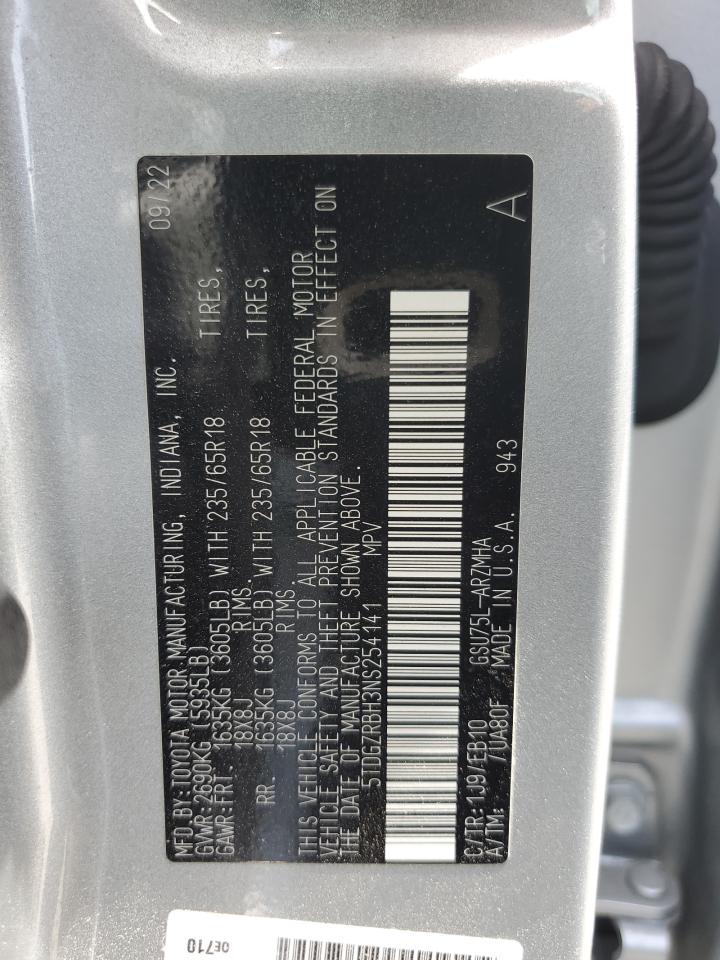 MFD.BY:TOYOTA MOTOR MANUFACTURING, INDIANA, INC. 09/22
GVWR:2690KG (5935LB)
GAWR:FRT. 1635KG (3605LB) WITH 235/65R18 TIRES,
18X8J RIMS.
RR. 1635KG (3605LB) WITH 235/65R18 TIRES,
18X8J RIMS.
THIS VEHICLE CONFORMS TO ALL APPLICABLE FEDERAL MOTOR
VEHICLE SAFETY AND THEFT PREVENTION STANDARDS IN EFFECT ON
THE DATE OF MANUFACTURE SHOWN ABOVE.
5TDGZRBH3NS254141 MPV
C/TR:1J9/EB10 GSU75L-ARZMHA
A/TM: /UA80F MADE IN U.S.A. 943 A
0E710